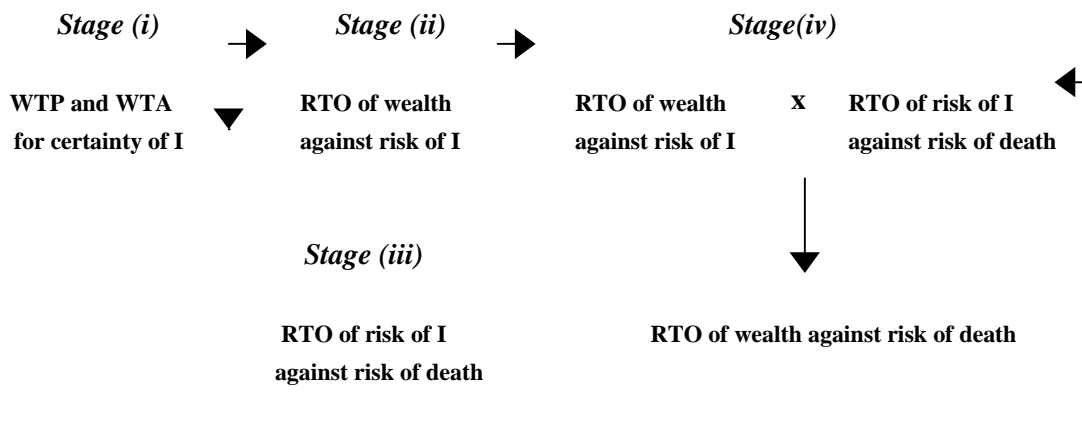 Stage (i)
Stage (ii)
Stage(iv)
WTP and WTA
for certainty of I
RTO of wealth
against risk of I
RTO of wealth
against risk of I
x
RTO of risk of I
against risk of death
Stage (iii)
RTO of risk of I
against risk of death
RTO of wealth against risk of death